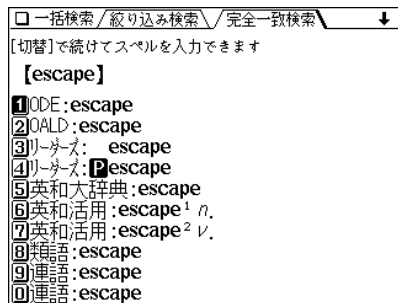 一括検索 絞り込み検索 完全一致検索 ↓
[切替]で続けてスペルを入力できます
【escape】
1 ODE:escape
2 OALD:escape
3 リーダーズ: escape
4 リーダーズ:P escape
5 英和大辞典:escape
6 英和活用:escape¹ n.
7 英和活用:escape² v.
8 類語:escape
9 連語:escape
0 連語:escape